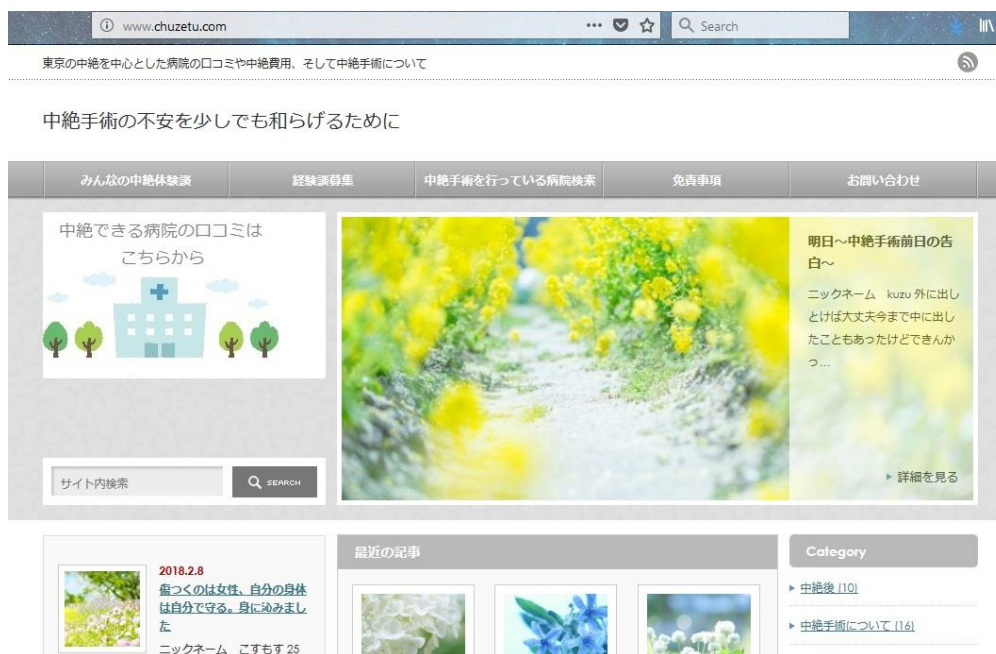 www.chuzetu.com
Search
東京の中絶を中心とした病院の口コミや中絶費用、そして中絶手術について
中絶手術の不安を少しでも和らげるために
みんなの中絶体験談
経験談募集
中絶手術を行っている病院検索
免責事項
お問い合わせ
中絶できる病院の口コミは
こちらから
明日~中絶手術前日の告
白~
ニックネーム kuzu 外に出し
とけば大丈夫今まで中に出し
たこともあったけどできんか
っ…
詳細を見る
サイト内検索
SEARCH
2018.2.8
傷つくのは女性、自分の身体
は自分で守る。身に沁みまし
た
ニックネーム こすもす 25
最近の記事
Category
中絶後 (10)
中絶手術について (16)